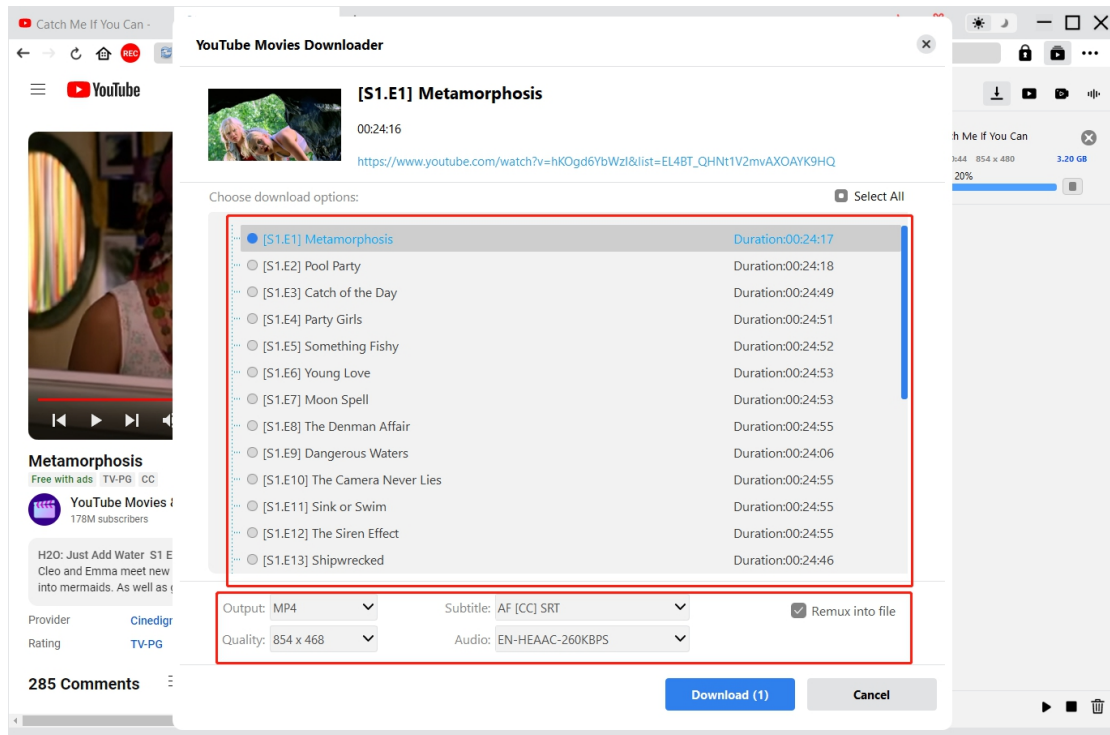 Catch Me If You Can -
REC
YouTube
YouTube Movies Downloader
[S1.E1] Metamorphosis
00:24:16
https://www.youtube.com/watch?v=hKOgd6YbWzI&list=EL4BT_QHNt1V2mvAXOAYK9HQ
Choose download options:
Select All
[S1.E1] Metamorphosis Duration:00:24:17
[S1.E2] Pool Party Duration:00:24:18
[S1.E3] Catch of the Day Duration:00:24:49
[S1.E4] Party Girls Duration:00:24:51
[S1.E5] Something Fishy Duration:00:24:52
[S1.E6] Young Love Duration:00:24:53
[S1.E7] Moon Spell Duration:00:24:53
[S1.E8] The Denman Affair Duration:00:24:55
[S1.E9] Dangerous Waters Duration:00:24:06
[S1.E10] The Camera Never Lies Duration:00:24:55
[S1.E11] Sink or Swim Duration:00:24:55
[S1.E12] The Siren Effect Duration:00:24:55
[S1.E13] Shipwrecked Duration:00:24:46
Output: MP4 Subtitle: AF [CC] SRT Remux into file
Quality: 854 x 468 Audio: EN-HEAAC-260KBPS
Download (1) Cancel
Metamorphosis
Free with ads TV-PG CC
YouTube Movies &
178M subscribers
H2O: Just Add Water S1 E
Cleo and Emma meet new
into mermaids. As well as
Provider Cinedigr
Rating TV-PG
285 Comments
h Me If You Can
:44 854 x 480 3.20 GB
20%